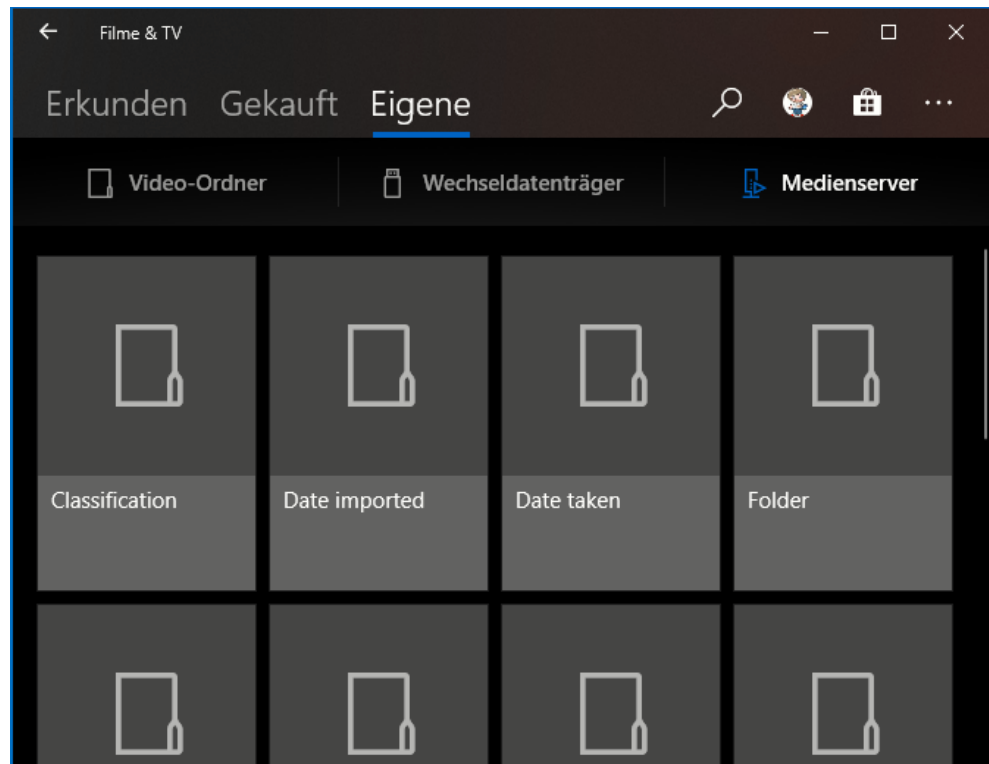 Filme & TV
Erkunden Gekauft Eigene
Video-Ordner Wechseldatenträger Medienserver
Classification Date imported Date taken Folder